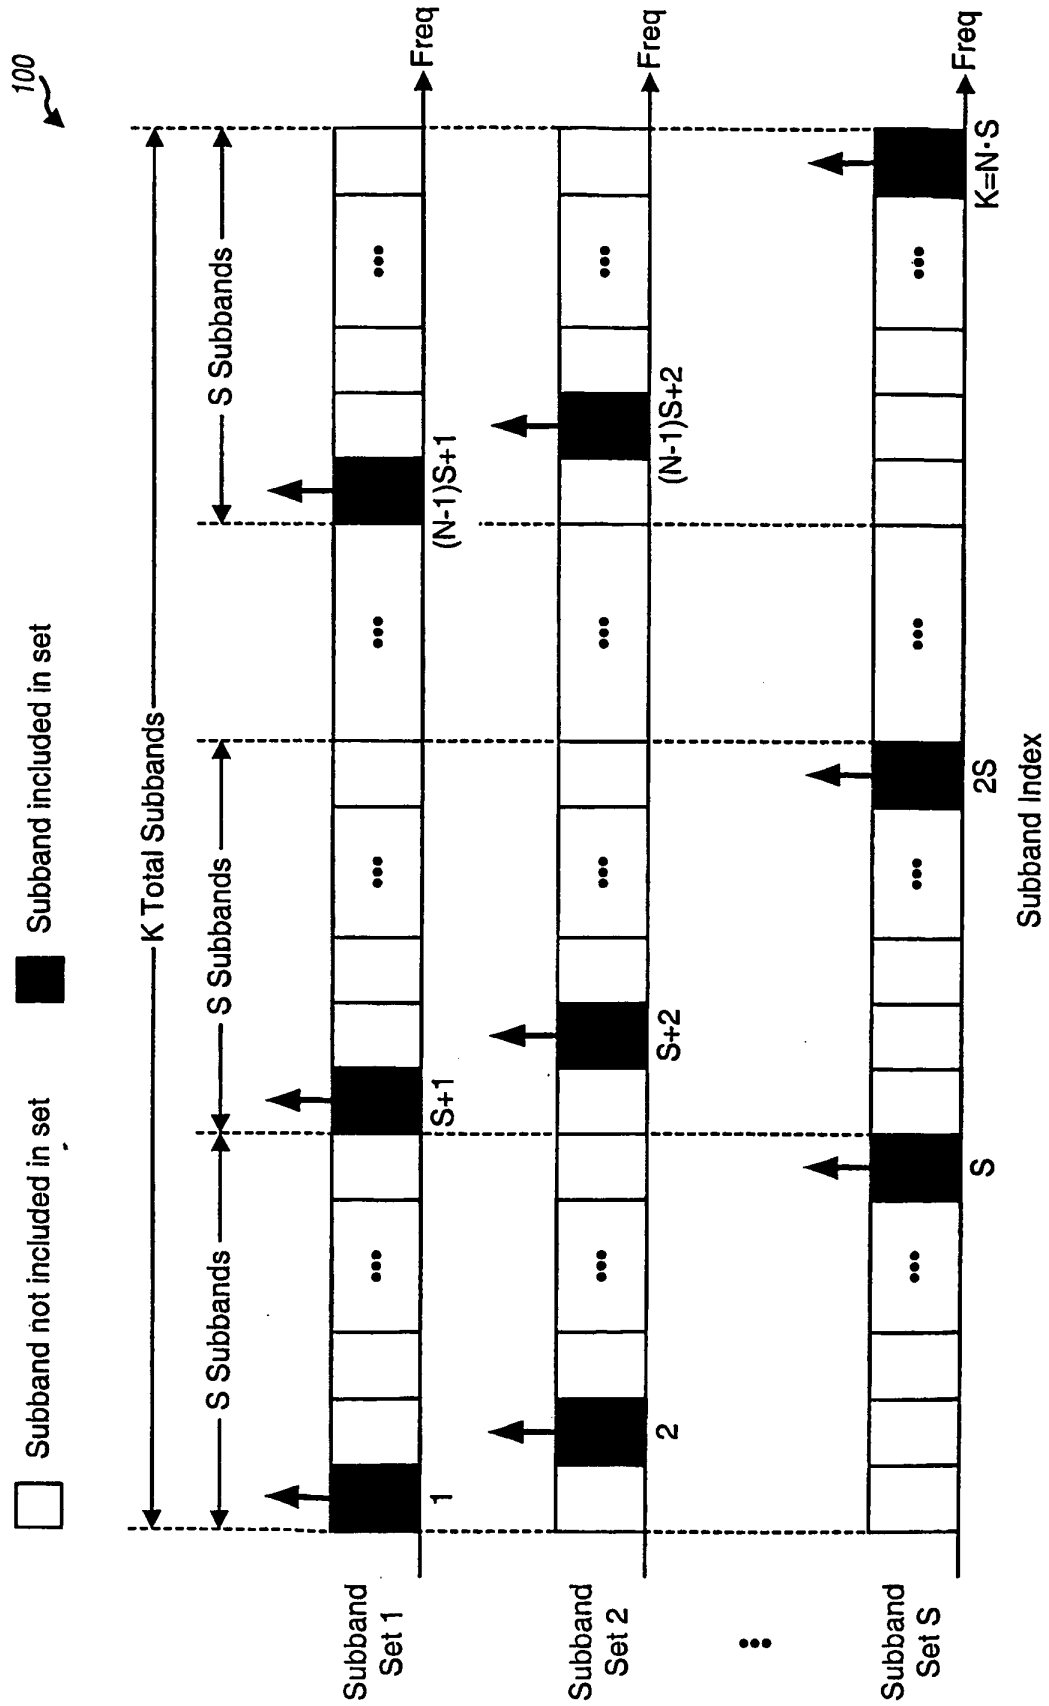 100
Subband not included in set
Subband included in set
K Total Subbands
S Subbands
S Subbands
S Subbands
Subband
Set 1
•••
•••
•••
•••
Freq
1
S+1
(N-1)S+1
Subband
Set 2
•••
•••
•••
•••
Freq
2
S+2
(N-1)S+2
•••
Subband
Set S
•••
•••
•••
•••
Freq
S
2S
K=N·S
Subband Index